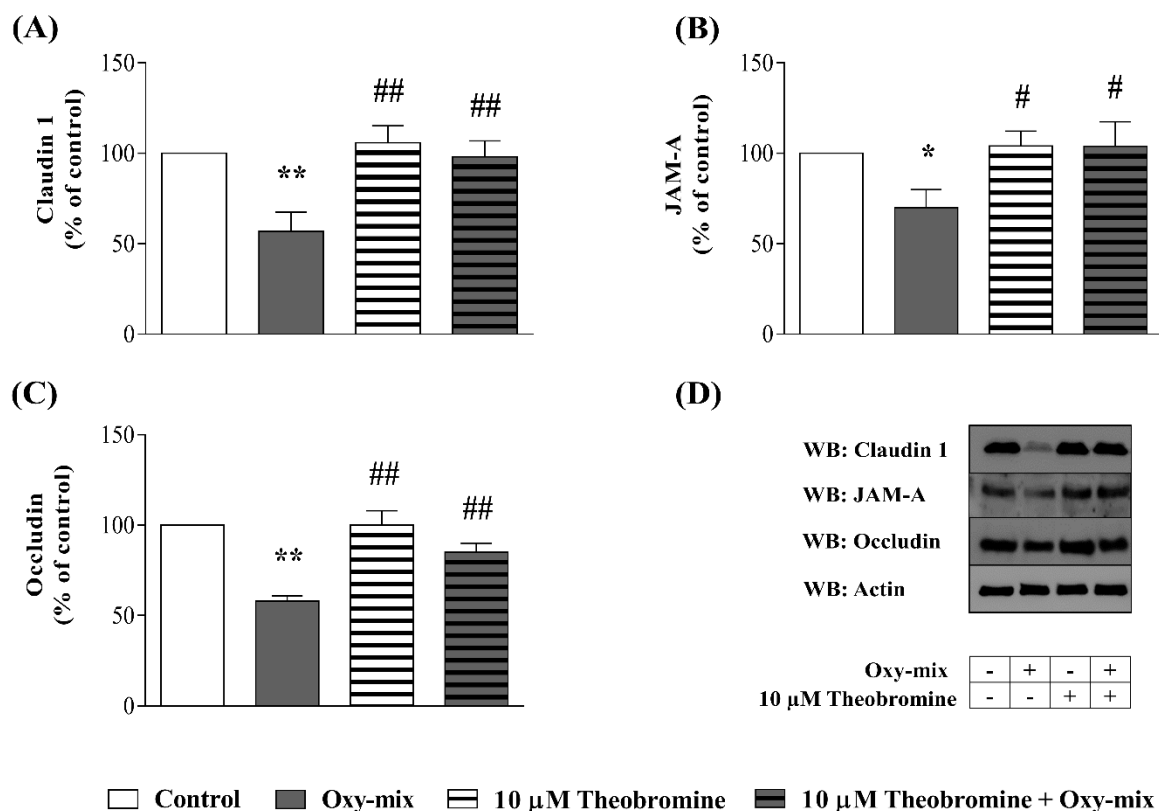 (A)
Claudin 1
(% of control)
150
100
50
0
**
##
##
(B)
JAM-A
(% of control)
150
100
50
0
*
#
#
(C)
Occludin
(% of control)
150
100
50
0
**
##
##
(D)
WB: Claudin 1
WB: JAM-A
WB: Occludin
WB: Actin
Oxy-mix - + - +
10 μM Theobromine - - + +
Control Oxy-mix 10 μM Theobromine 10 μM Theobromine + Oxy-mix